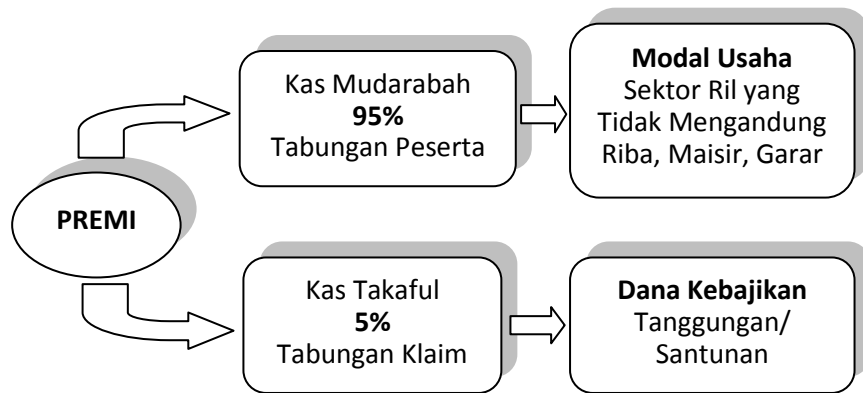 PREMI
Kas Mudarabah
95%
Tabungan Peserta
Modal Usaha
Sektor Ril yang
Tidak Mengandung
Riba, Maisir, Garar
Kas Takaful
5%
Tabungan Klaim
Dana Kebajikan
Tanggungan/
Santunan